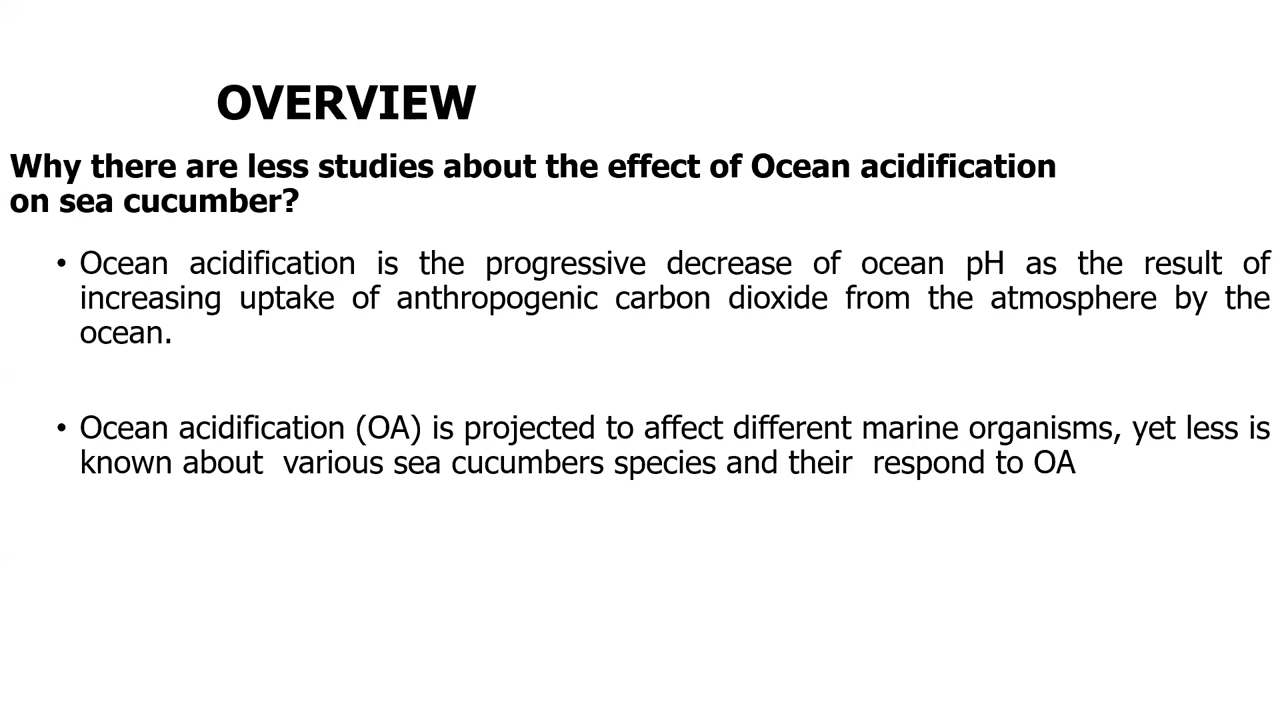 OVERVIEW
Why there are less studies about the effect of Ocean acidification
on sea cucumber?
• Ocean acidification is the progressive decrease of ocean pH as the result of
increasing uptake of anthropogenic carbon dioxide from the atmosphere by the
ocean.
• Ocean acidification (OA) is projected to affect different marine organisms, yet less is
known about  various sea cucumbers species and their  respond to OA